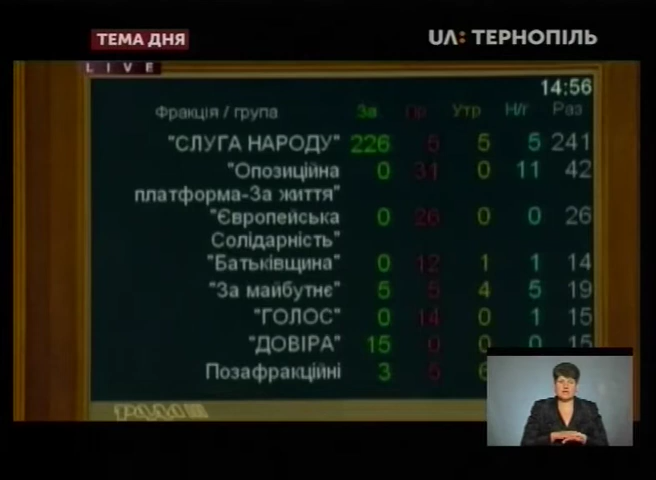 ТЕМА ДНЯ
UA: ТЕРНОПІЛЬ
LIVE
14:56
Фракція / група За Пр Утр Н/г Раз
"СЛУГА НАРОДУ" 226 5 5 5 241
"Опозиційна 0 31 0 11 42
платформа-За життя"
"Європейська 0 26 0 0 26
Солідарність"
"Батьківщина" 0 12 1 1 14
"За майбутнє" 5 5 4 5 19
"ГОЛОС" 0 14 0 1 15
"ДОВІРА" 15 0 0 0 15
Позафракційні 3 5 6